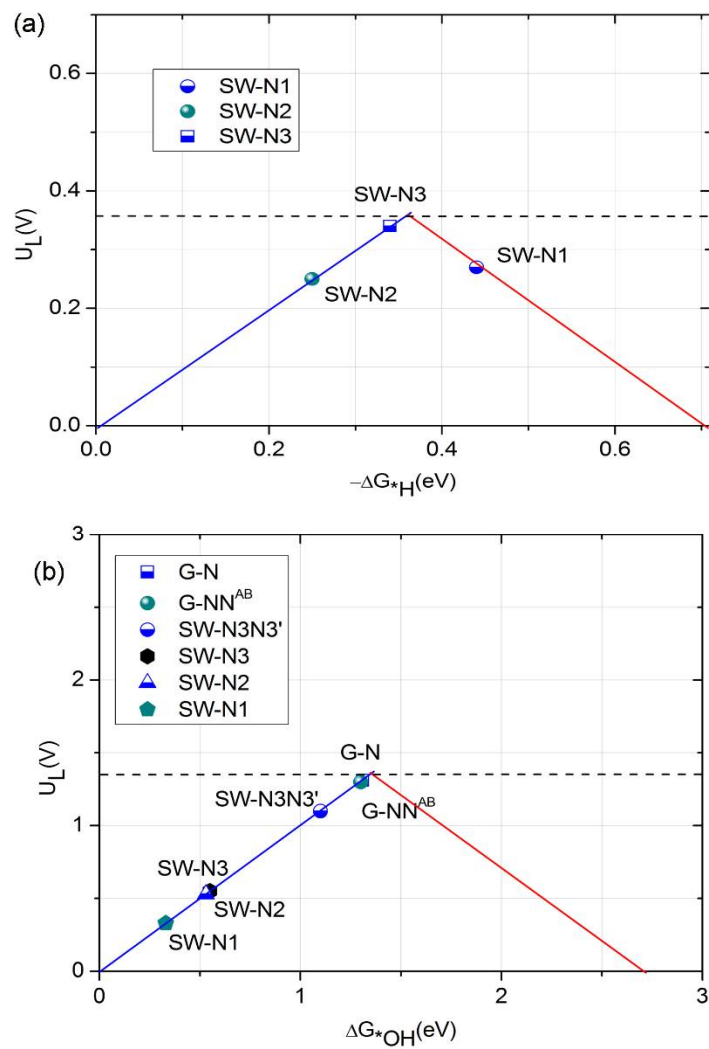 (a)
0.6
SW-N1
SW-N2
SW-N3
SW-N3
0.4
SW-N1
U_L(V)
SW-N2
0.2
0.0
0.0 0.2 0.4 0.6
−ΔG*H(eV)
(b)
3
G-N
G-NN^AB
SW-N3N3'
SW-N3
SW-N2
SW-N1
2
G-N
U_L(V)
SW-N3N3'
G-NN^AB
1
SW-N3
SW-N2
SW-N1
0
0 1 2 3
ΔG*OH(eV)